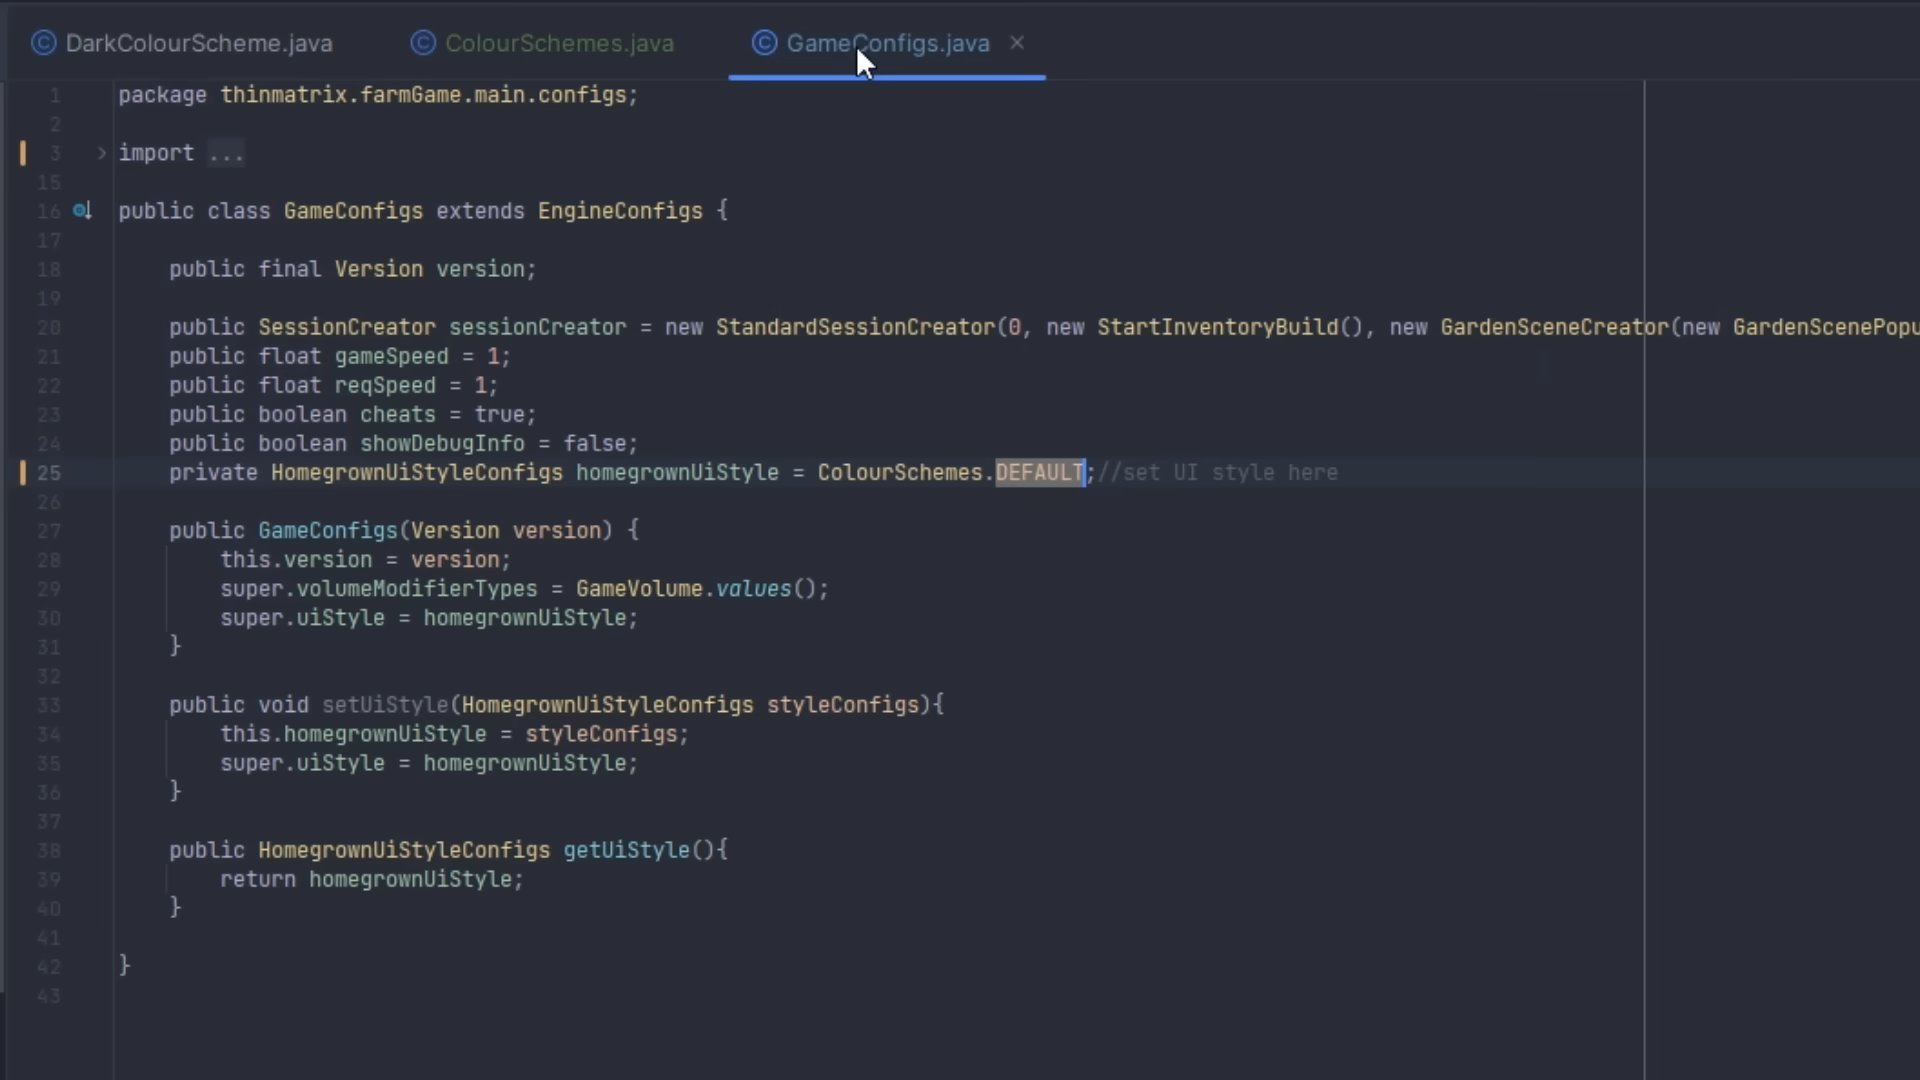 DarkColourScheme.java ColourSchemes.java GameConfigs.java
1 package thinmatrix.farmGame.main.configs;
2
3 import ...
15
16 public class GameConfigs extends EngineConfigs {
17
18 public final Version version;
19
20 public SessionCreator sessionCreator = new StandardSessionCreator(0, new StartInventoryBuild(), new GardenSceneCreator(new GardenScenePopu
21 public float gameSpeed = 1;
22 public float reqSpeed = 1;
23 public boolean cheats = true;
24 public boolean showDebugInfo = false;
25 private HomegrownUiStyleConfigs homegrownUiStyle = ColourSchemes.DEFAULT;//set UI style here
26
27 public GameConfigs(Version version) {
28 this.version = version;
29 super.volumeModifierTypes = GameVolume.values();
30 super.uiStyle = homegrownUiStyle;
31 }
32
33 public void setUiStyle(HomegrownUiStyleConfigs styleConfigs){
34 this.homegrownUiStyle = styleConfigs;
35 super.uiStyle = homegrownUiStyle;
36 }
37
38 public HomegrownUiStyleConfigs getUiStyle(){
39 return homegrownUiStyle;
40 }
41
42 }
43